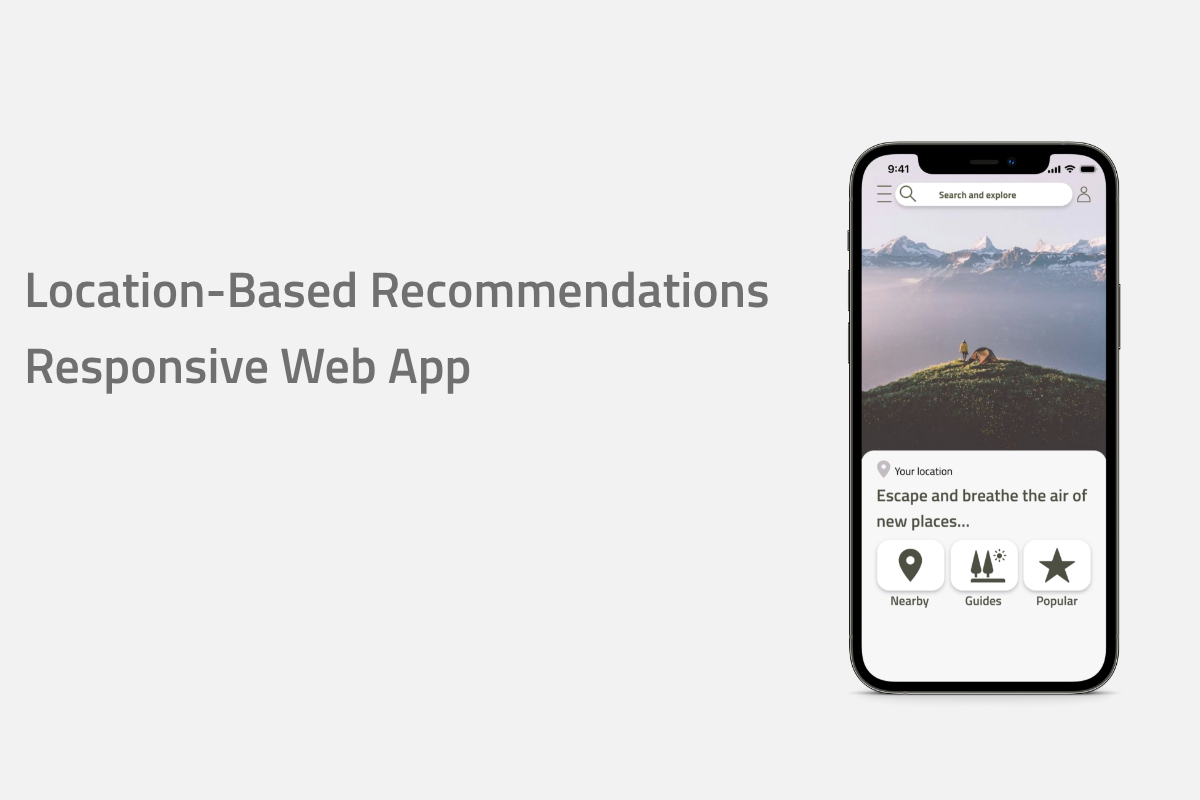 Location-Based Recommendations
Responsive Web App
9:41
Search and explore
Your location
Escape and breathe the air of
new places...
Nearby
Guides
Popular